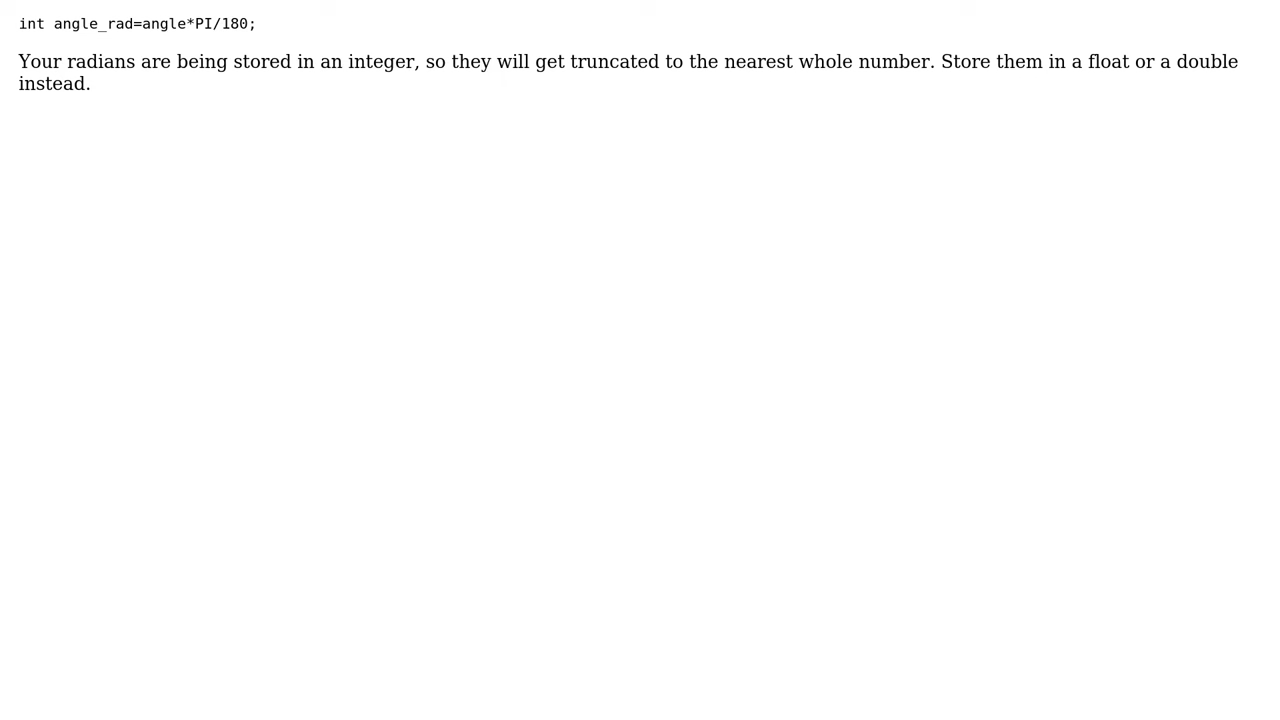 int angle_rad=angle*PI/180;
Your radians are being stored in an integer, so they will get truncated to the nearest whole number. Store them in a float or a double
instead.